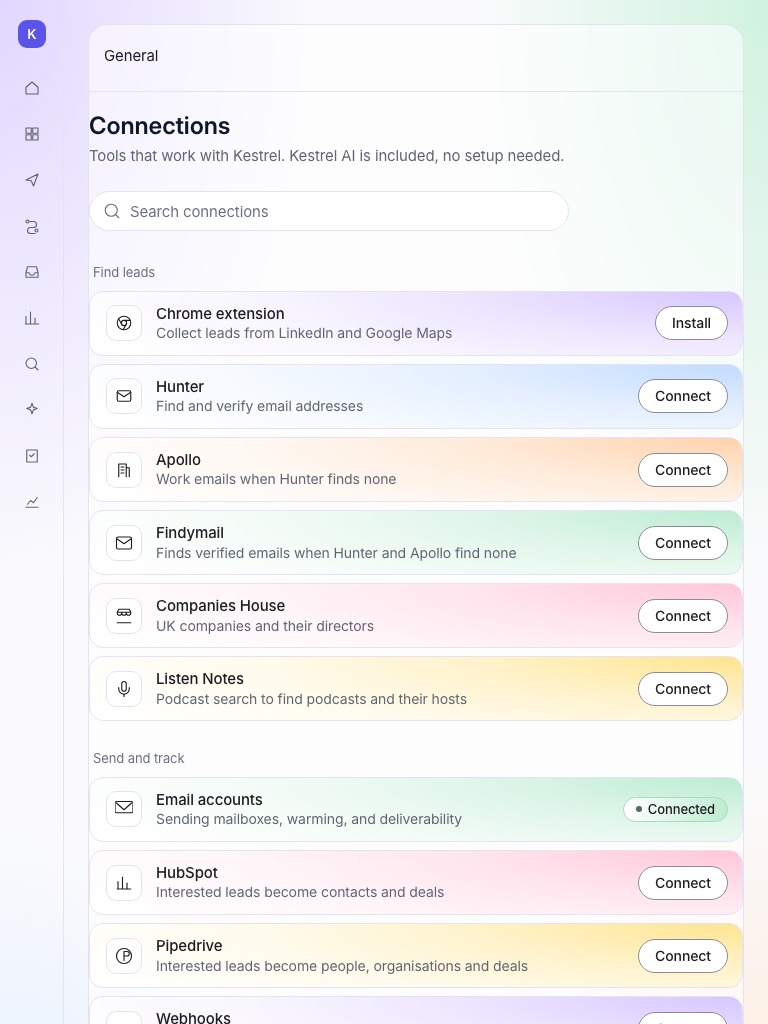 K
General
Connections
Tools that work with Kestrel. Kestrel AI is included, no setup needed.
Search connections
Find leads
Chrome extension
Collect leads from LinkedIn and Google Maps
Install
Hunter
Find and verify email addresses
Connect
Apollo
Work emails when Hunter finds none
Connect
Findymail
Finds verified emails when Hunter and Apollo find none
Connect
Companies House
UK companies and their directors
Connect
Listen Notes
Podcast search to find podcasts and their hosts
Connect
Send and track
Email accounts
Sending mailboxes, warming, and deliverability
Connected
HubSpot
Interested leads become contacts and deals
Connect
Pipedrive
Interested leads become people, organisations and deals
Connect
Webhooks